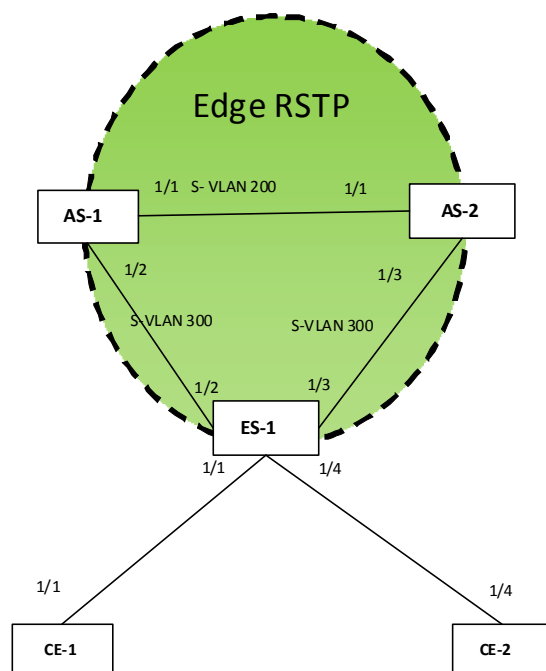 Edge RSTP
1/1 S- VLAN 200 1/1
AS-1
AS-2
1/2
1/3
S-VLAN 300
S-VLAN 300
1/2
1/3
ES-1
1/1
1/4
1/1
1/4
CE-1
CE-2